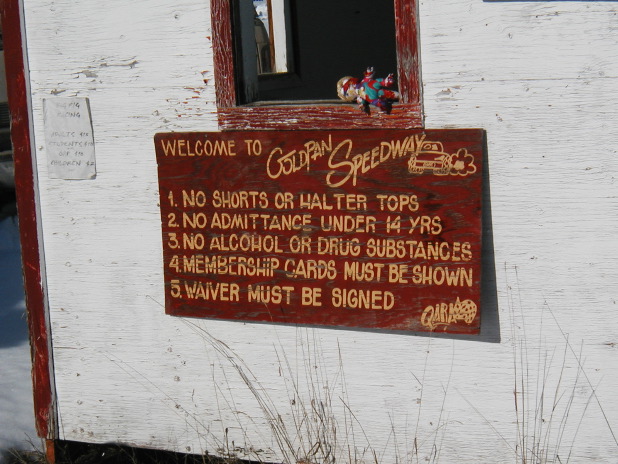 WELCOME TO GOLDPAN SPEEDWAY
1. NO SHORTS OR HALTER TOPS
2. NO ADMITTANCE UNDER 14 YRS
3. NO ALCOHOL OR DRUG SUBSTANCES
4. MEMBERSHIP CARDS MUST BE SHOWN
5. WAIVER MUST BE SIGNED
QARA